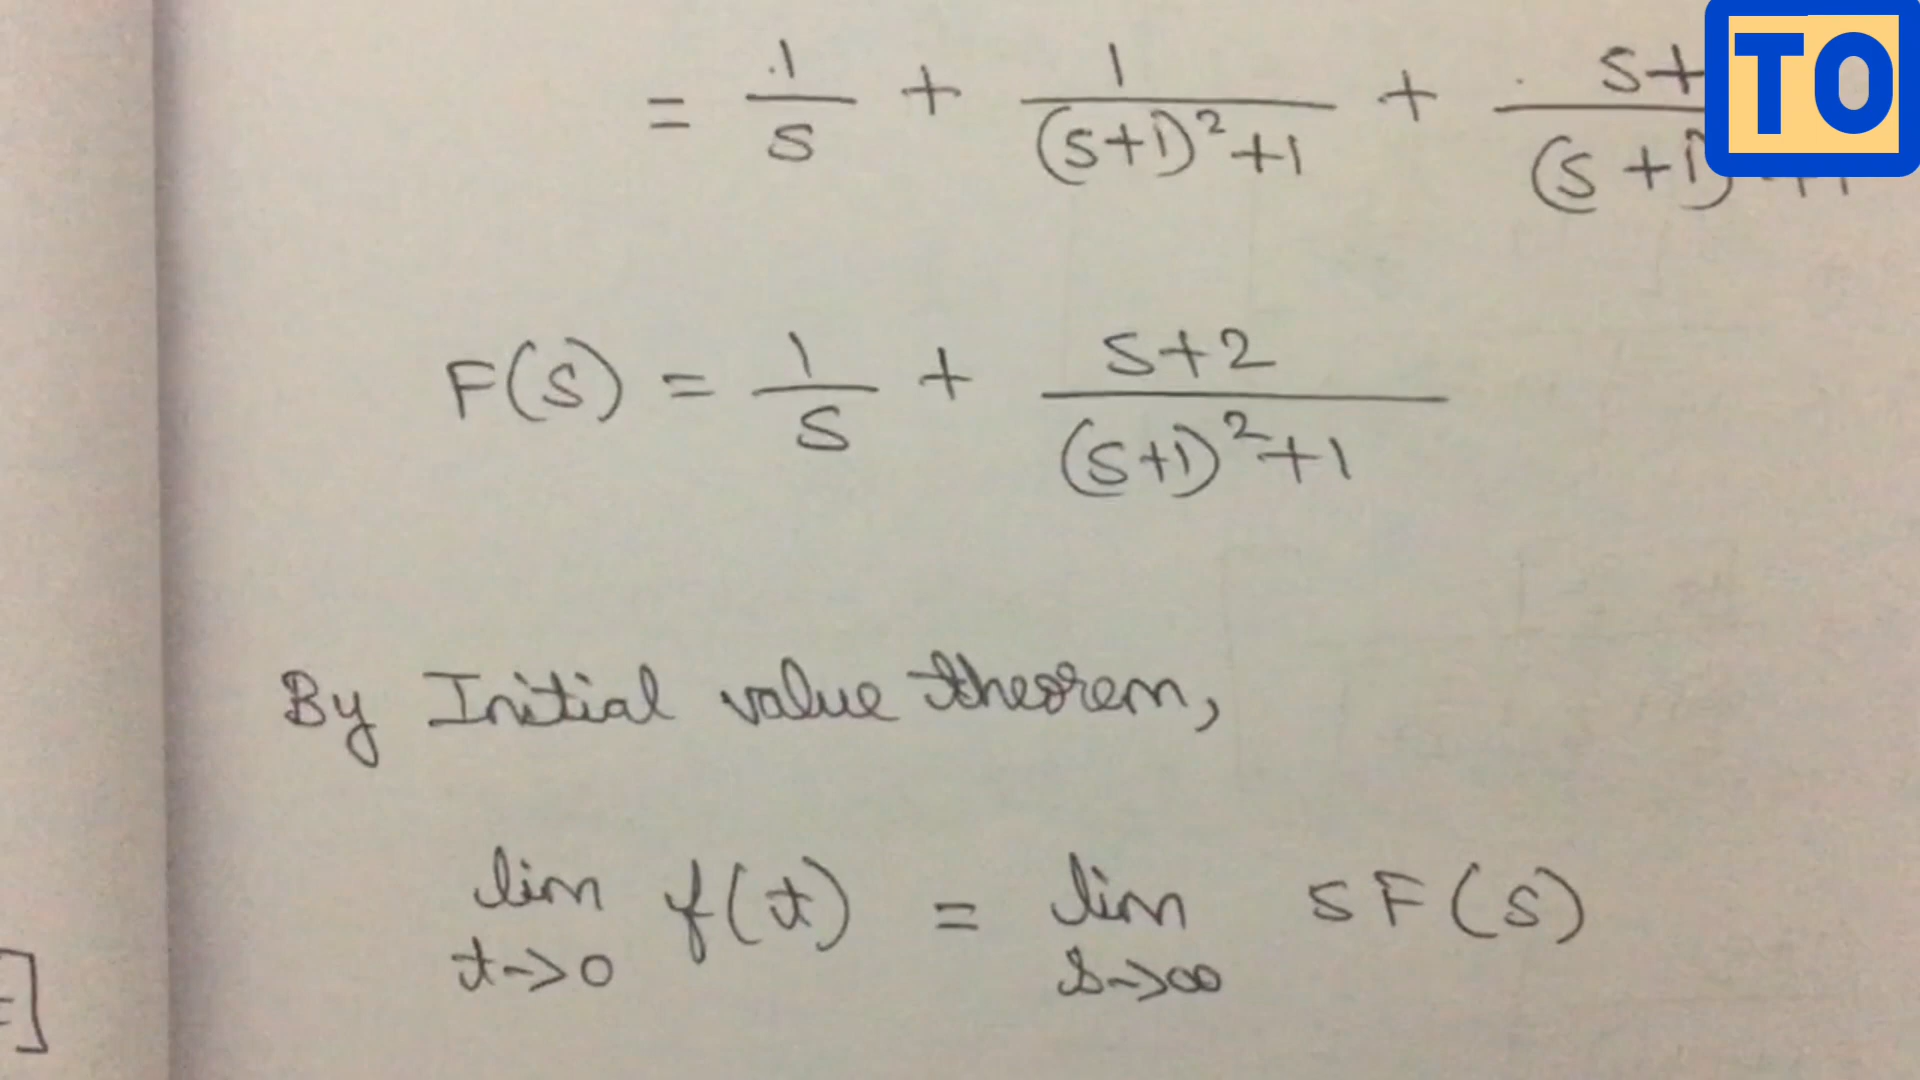 TO
= 1/s + 1/((s+1)²+1) + s+ /(s+1)
F(s) = 1/s + (s+2)/((s+1)²+1)
By Initial value theorem,
lim t->0 f(t) = lim s->∞ sF(s)
]